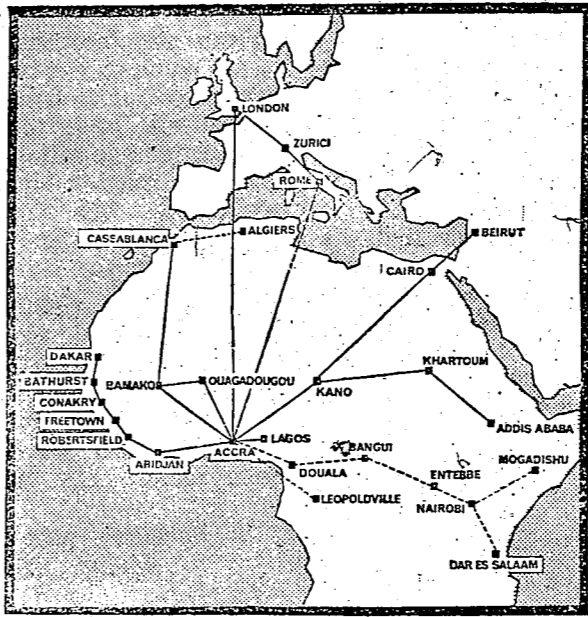 LONDON
ZURICI
ROME
CASEABLANCA
ALGIERS
BEIRUT
CAIRO
DAKAR
BATHURST
BAMAKO
OUAGADOUGOU
KANO
KHARTOUM
CONAKRY
FREETOWN
ROBERTSFIELD
ADDIS ABABA
LAGOS
ACCRA
ABIDJAN
BANGUI
MOGADISHU
DOUALA
ENTEBBE
LEOPOLDVILLE
NAIROBI
DAR ES SALAAM